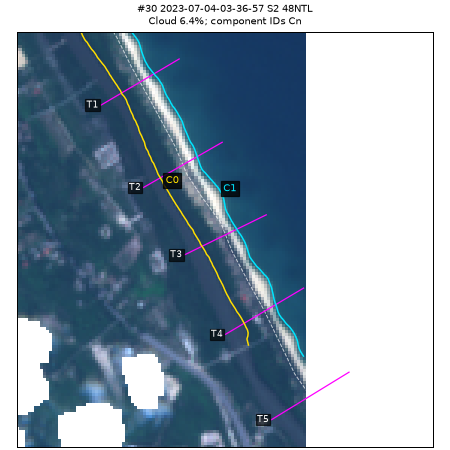 #30 2023-07-04-03-36-57 S2 48NTL
Cloud 6.4%; component IDs Cn
T1
T2
C0
C1
T3
T4
T5